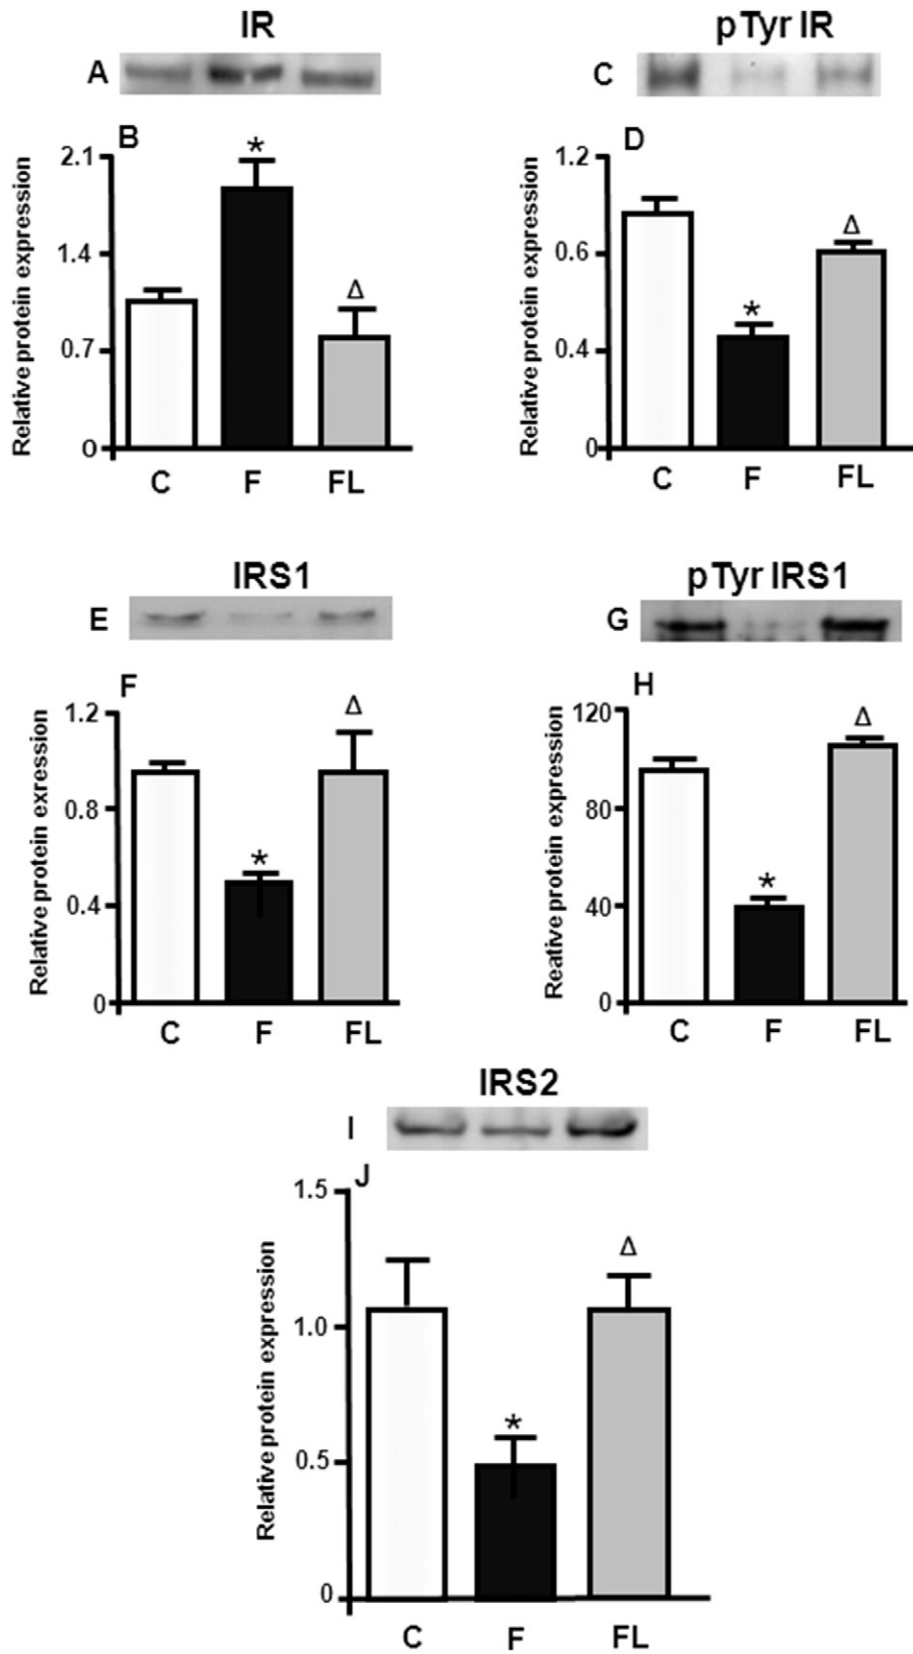 IR
A
B
Relative protein expression
2.1
1.4
0.7
0
*
Δ
C F FL
pTyr IR
C
D
Relative protein expression
1.2
0.6
0.4
0
*
Δ
C F FL
IRS1
E
F
Relative protein exression
1.2
0.8
0.4
0
*
Δ
C F FL
pTyr IRS1
G
H
Reative protein expression
120
80
40
0
*
Δ
C F FL
IRS2
I
J
Relative protein expression
1.5
1.0
0.5
0
*
Δ
C F FL